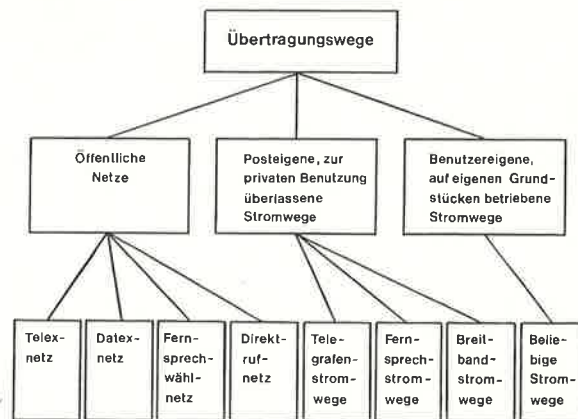 Übertragungswege
Öffentliche
Netze
Posteigene, zur
privaten Benutzung
überlassene
Stromwege
Benutzereigene,
auf eigenen Grund-
stücken betriebene
Stromwege
Telex-
netz
Datex-
netz
Fern-
sprech-
wähl-
netz
Direkt-
ruf-
netz
Tele-
grafen-
strom-
wege
Fern-
sprech-
strom-
wege
Breit-
band-
strom-
wege
Belie-
bige
Strom-
wege